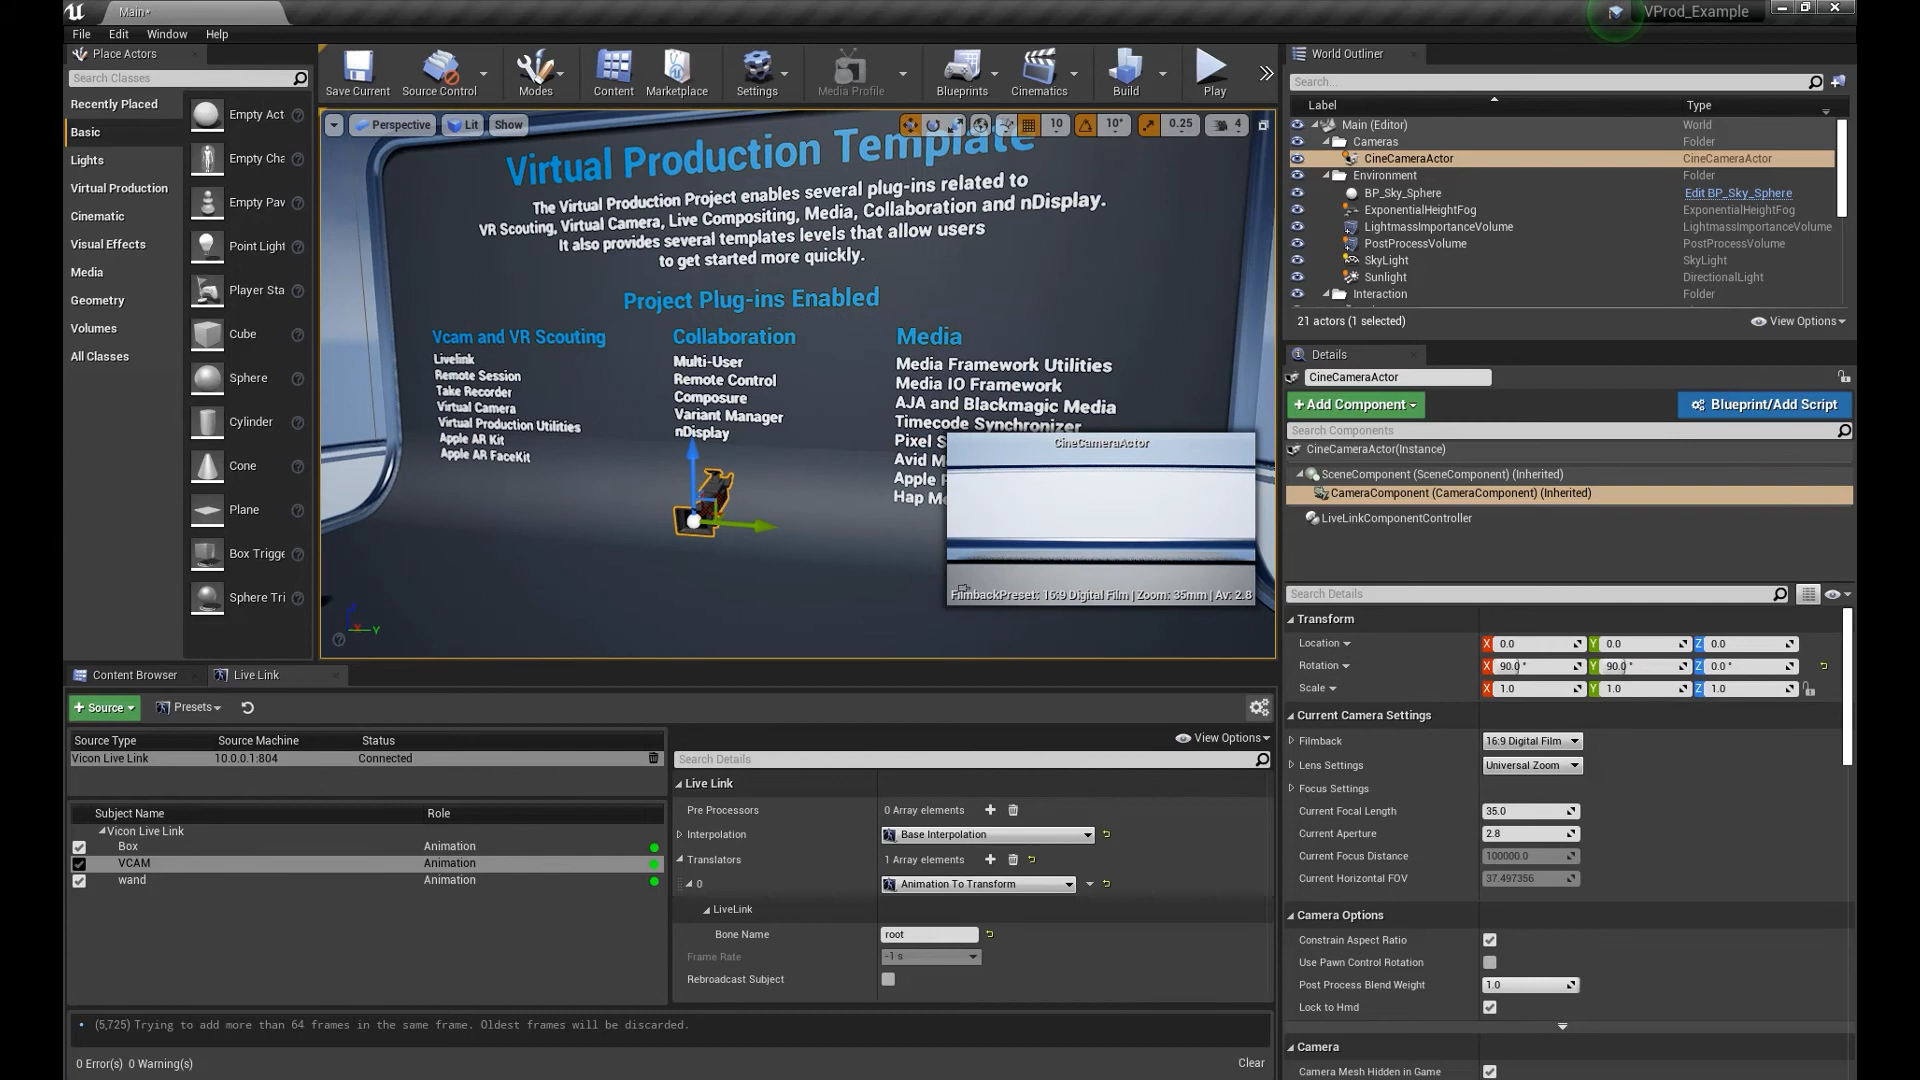 Main*
VProd_Example
File Edit Window Help
Place Actors
Search Classes
Recently Placed
Basic
Lights
Virtual Production
Cinematic
Visual Effects
Media
Geometry
Volumes
All Classes
Empty Act
Empty Cha
Empty Pav
Point Light
Player Sta
Cube
Sphere
Cylinder
Cone
Plane
Box Trigge
Sphere Tri
Save Current
Source Control
Modes
Content
Marketplace
Settings
Media Profile
Blueprints
Cinematics
Build
Play
Perspective
Lit
Show
10
10°
0.25
4
Virtual Production Template
The Virtual Production Project enables several plug-ins related to
VR Scouting, Virtual Camera, Live Compositing, Media, Collaboration and nDisplay.
It also provides several templates levels that allow users
to get started more quickly.
Project Plug-ins Enabled
Vcam and VR Scouting
Livelink
Remote Session
Take Recorder
Virtual Camera
Virtual Production Utilities
Apple AR Kit
Apple AR FaceKit
Collaboration
Multi-User
Remote Control
Composure
Variant Manager
nDisplay
Media
Media Framework Utilities
Media IO Framework
AJA and Blackmagic Media
Timecode Synchronizer
Pixel S
Avid M
Apple
Hap M
CineCameraActor
FilmbackPreset: 16:9 Digital Film | Zoom: 35mm | Av: 2.8
X Y
World Outliner
Search...
Label Type
Main (Editor) World
Cameras Folder
CineCameraActor CineCameraActor
Environment Folder
BP_Sky_Sphere Edit BP_Sky_Sphere
ExponentialHeightFog ExponentialHeightFog
LightmassImportanceVolume LightmassImportanceVolume
PostProcessVolume PostProcessVolume
SkyLight SkyLight
Sunlight DirectionalLight
Interaction Folder
21 actors (1 selected)
View Options
Details
CineCameraActor
+Add Component
Blueprint/Add Script
Search Components
CineCameraActor(Instance)
SceneComponent (SceneComponent) (Inherited)
CameraComponent (CameraComponent) (Inherited)
LiveLinkComponentController
Search Details
Transform
Location X 0.0 Y 0.0 Z 0.0
Rotation X 90.0° Y 90.0° Z 0.0°
Scale X 1.0 Y 1.0 Z 1.0
Current Camera Settings
Filmback 16:9 Digital Film
Lens Settings Universal Zoom
Focus Settings
Current Focal Length 35.0
Current Aperture 2.8
Current Focus Distance 100000.0
Current Horizontal FOV 37.497356
Camera Options
Constrain Aspect Ratio
Use Pawn Control Rotation
Post Process Blend Weight 1.0
Lock to Hmd
Camera
Camera Mesh Hidden in Game
Content Browser
Live Link
+ Source
Presets
Source Type Source Machine Status
Vicon Live Link 10.0.0.1:804 Connected
Subject Name Role
Vicon Live Link
Box Animation
VCAM Animation
wand Animation
View Options
Search Details
Live Link
Pre Processors 0 Array elements
Interpolation Base Interpolation
Translators 1 Array elements
0 Animation To Transform
LiveLink
Bone Name root
Frame Rate -1 s
Rebroadcast Subject
(5,725) Trying to add more than 64 frames in the same frame. Oldest frames will be discarded.
0 Error(s) 0 Warning(s)
Clear